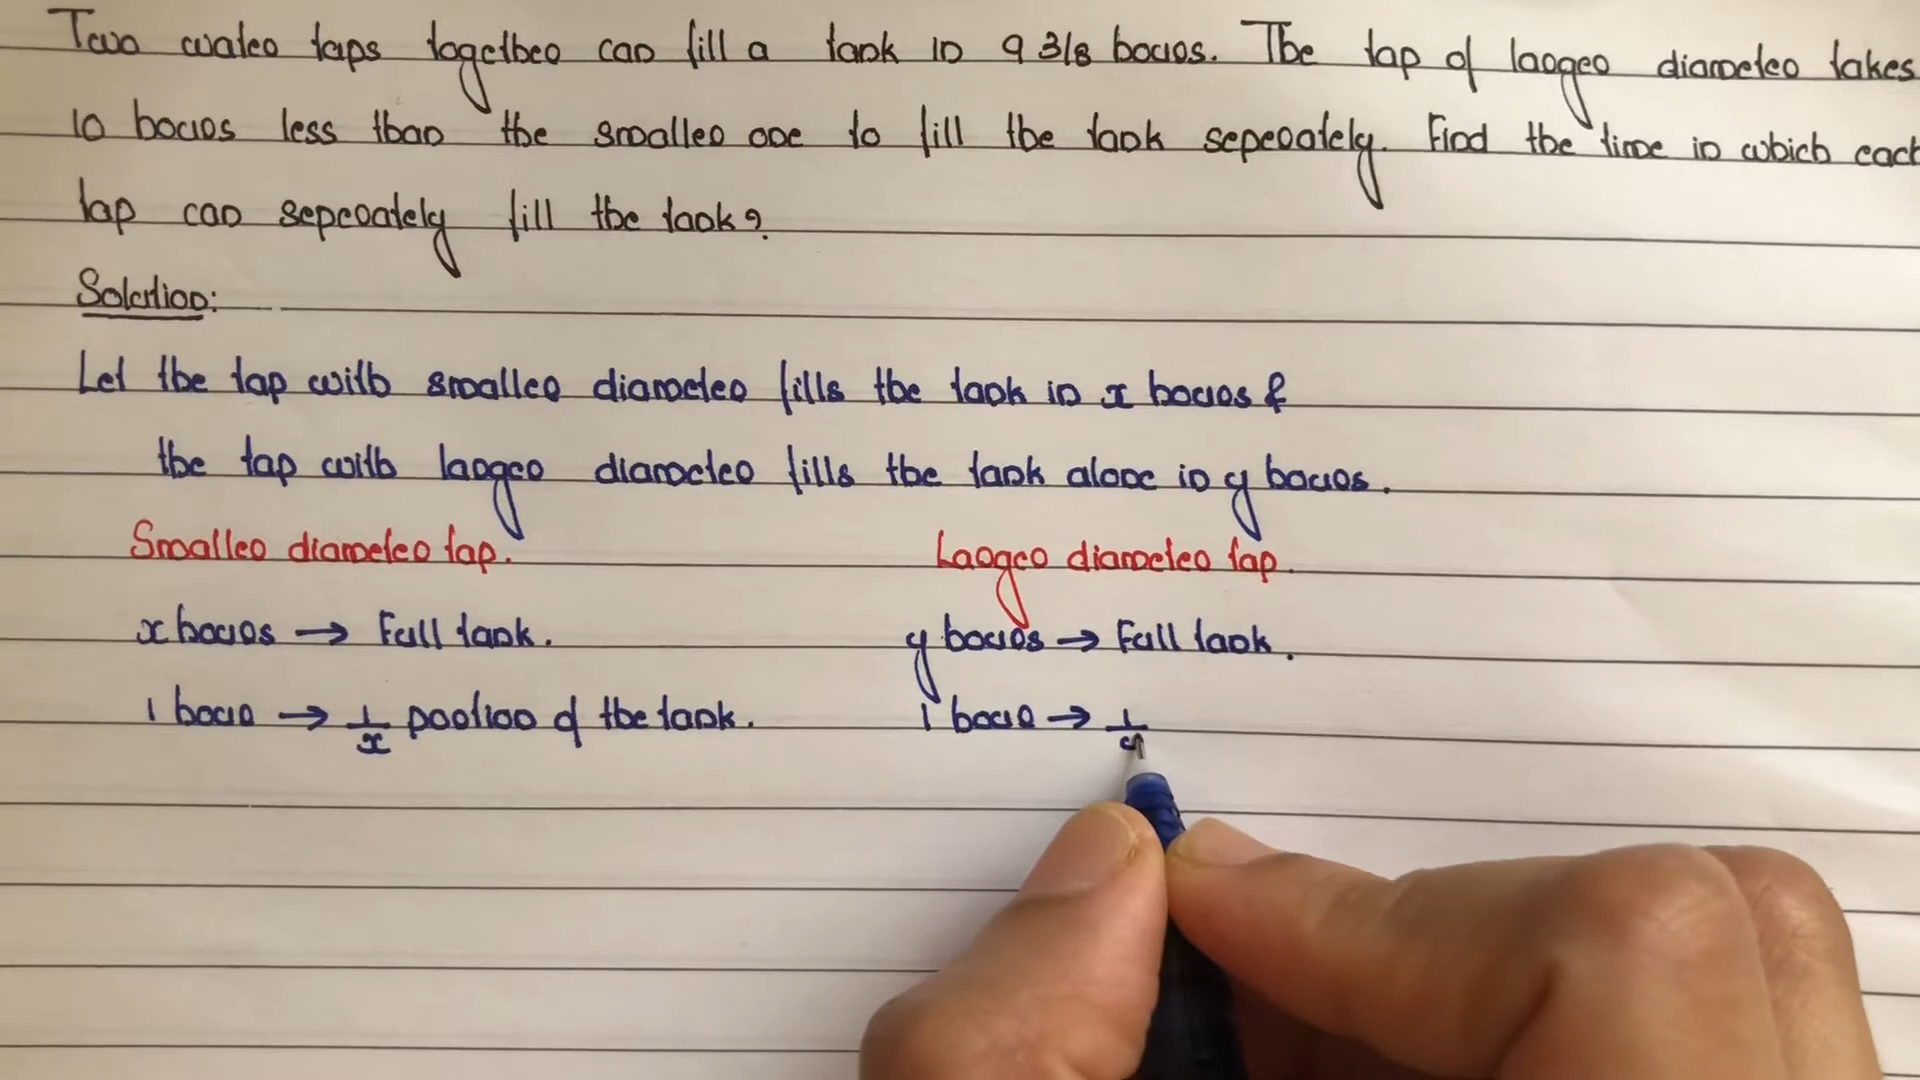 Two water taps together can fill a tank in 9 3/8 hours. The tap of larger diameter takes
10 hours less than the smaller one to fill the tank seperately. Find the time in which each
tap can seperately fill the tank?
Solution:
Let the tap with smaller diameter fills the tank in x hours &
the tap with larger diameter fills the tank alone in y hours.
Smaller diameter tap. Larger diameter tap.
x hours → Full tank. y hours → Full tank.
1 hour → 1/x portion of the tank. 1 hour → 1/y